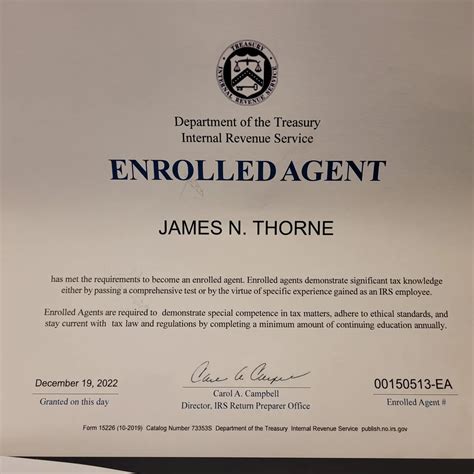 TREASURY
INTERNAL REVENUE SERVICE
Department of the Treasury
Internal Revenue Service
ENROLLED AGENT
JAMES N. THORNE
has met the requirements to become an enrolled agent. Enrolled agents demonstrate significant tax knowledge
either by passing a comprehensive test or by the virtue of specific experience gained as an IRS employee.
Enrolled Agents are required to demonstrate special competence in tax matters, adhere to ethical standards, and
stay current with tax law and regulations by completing a minimum amount of continuing education annually.
December 19, 2022
Granted on this day
Carol A. Campbell
Carol A. Campbell
Director, IRS Return Preparer Office
00150513-EA
Enrolled Agent #
Form 15226 (10-2019) Catalog Number 73353S Department of the Treasury Internal Revenue Service publish.no.irs.gov